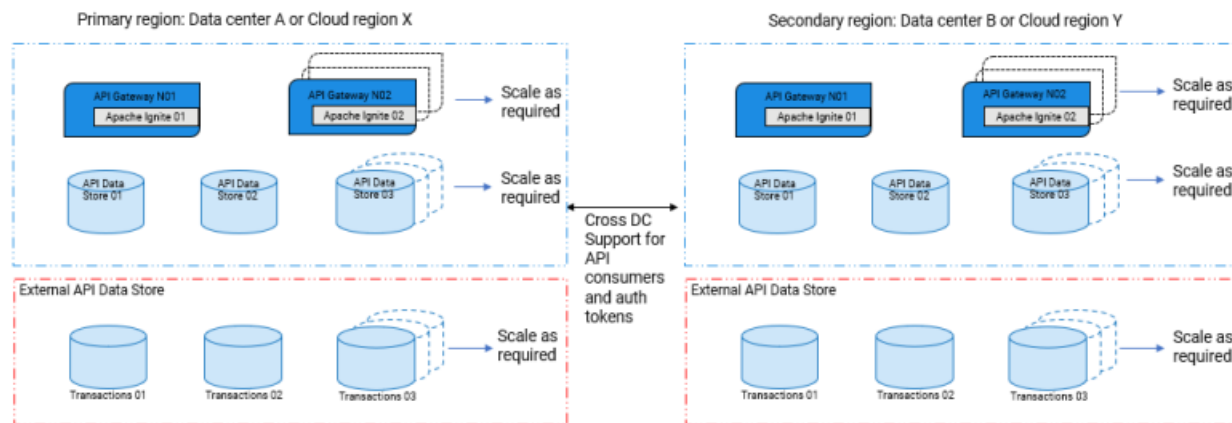 Primary region: Data center A or Cloud region X
API Gateway N01
Apache Ignite 01
API Gateway N02
Apache Ignite 02
Scale as
required
API Data
Store 01
API Data
Store 02
API Data
Store 03
Scale as
required
External API Data Store
Transactions 01
Transactions 02
Transactions 03
Scale as
required
Cross DC
Support for
API
consumers
and auth
tokens
Secondary region: Data center B or Cloud region Y
API Gateway N01
Apache Ignite 01
API Gateway N02
Apache Ignite 02
Scale as
required
API Data
Store 01
API Data
Store 02
API Data
Store 03
Scale as
required
External API Data Store
Transactions 01
Transactions 02
Transactions 03
Scale as
required